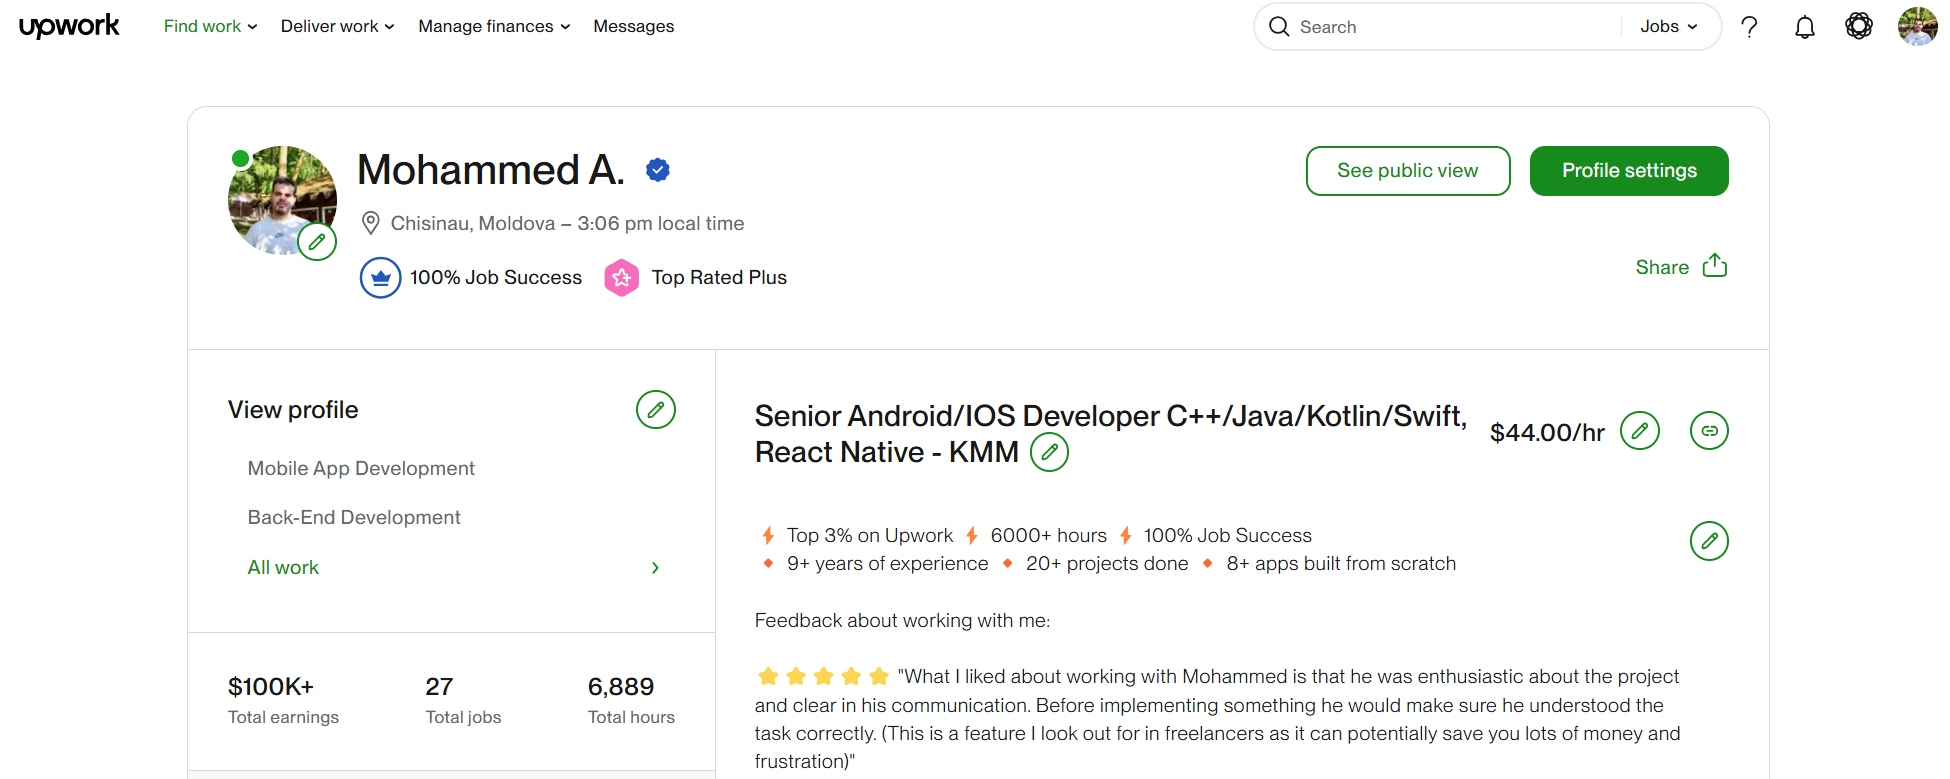 upwork
Find work
Deliver work
Manage finances
Messages
Search
Jobs
Mohammed A.
Chisinau, Moldova – 3:06 pm local time
100% Job Success
Top Rated Plus
See public view
Profile settings
Share
View profile
Mobile App Development
Back-End Development
All work
$100K+
Total earnings
27
Total jobs
6,889
Total hours
Senior Android/IOS Developer C++/Java/Kotlin/Swift,
React Native - KMM
$44.00/hr
Top 3% on Upwork 6000+ hours 100% Job Success
9+ years of experience 20+ projects done 8+ apps built from scratch
Feedback about working with me:
"What I liked about working with Mohammed is that he was enthusiastic about the project
and clear in his communication. Before implementing something he would make sure he understood the
task correctly. (This is a feature I look out for in freelancers as it can potentially save you lots of money and
frustration)"